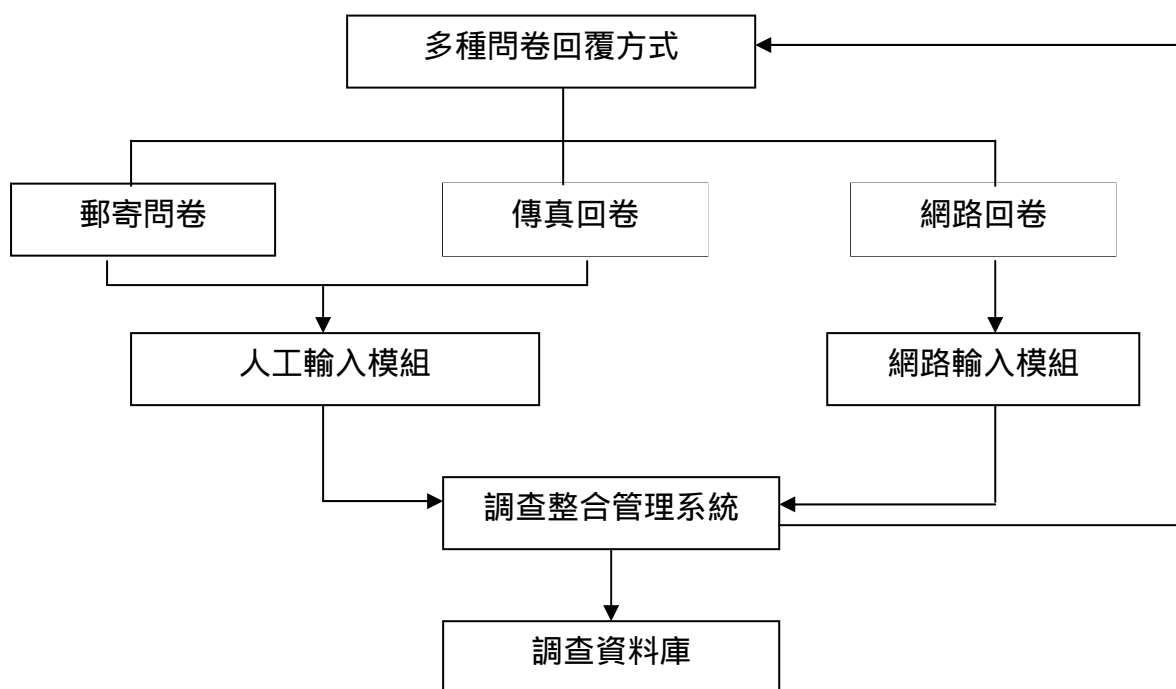 多種問卷回覆方式
郵寄問卷
傳真回卷
網路回卷
人工輸入模組
網路輸入模組
調查整合管理系統
調查資料庫